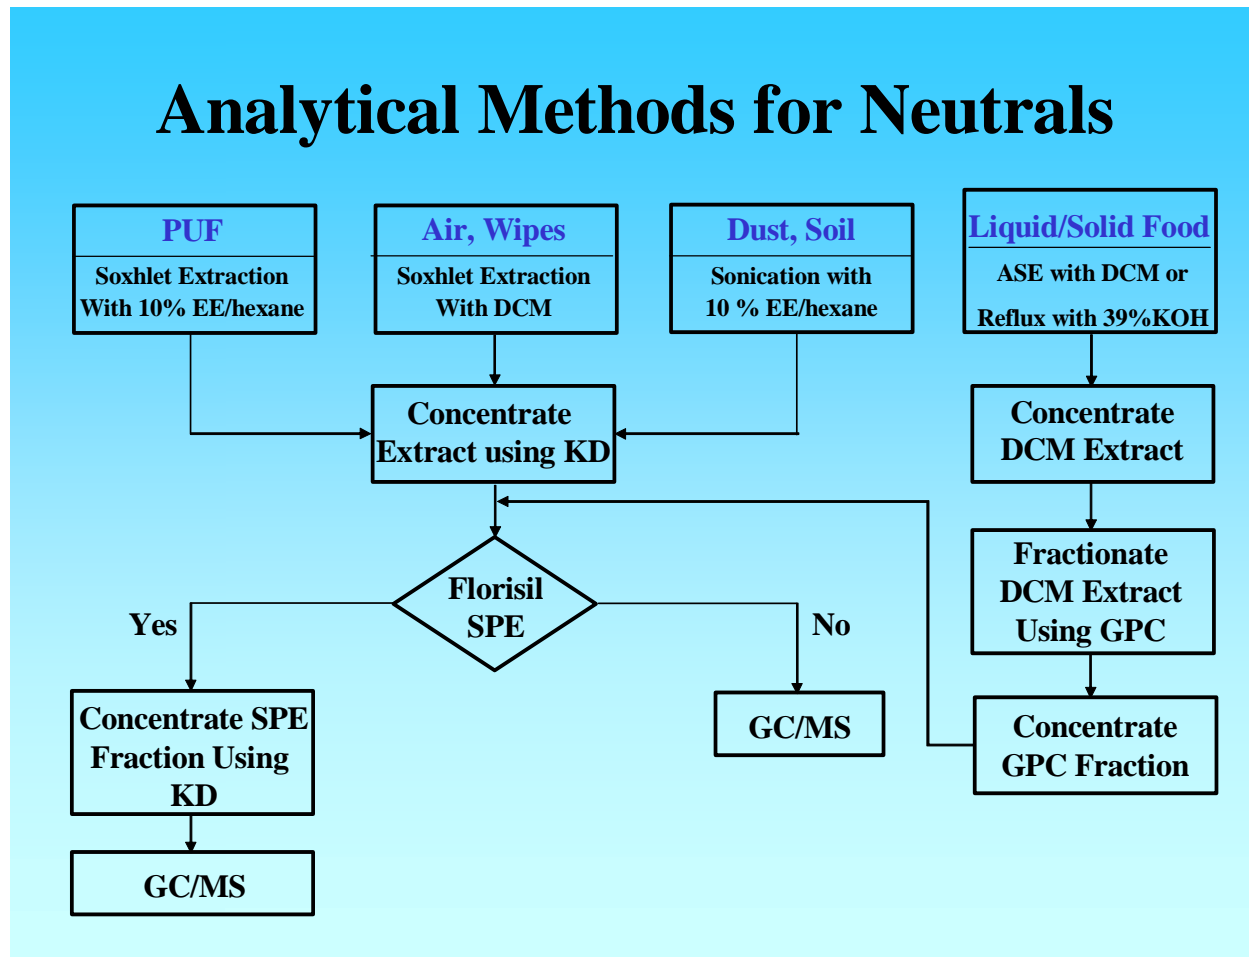 Analytical Methods for Neutrals
PUF
Soxhlet Extraction
With 10% EE/hexane
Air, Wipes
Soxhlet Extraction
With DCM
Dust, Soil
Sonication with
10 % EE/hexane
Liquid/Solid Food
ASE with DCM or
Reflux with 39%KOH
Concentrate
Extract using KD
Concentrate
DCM Extract
Fractionate
DCM Extract
Using GPC
Florisil
SPE
Yes
No
Concentrate SPE
Fraction Using
KD
GC/MS
Concentrate
GPC Fraction
GC/MS